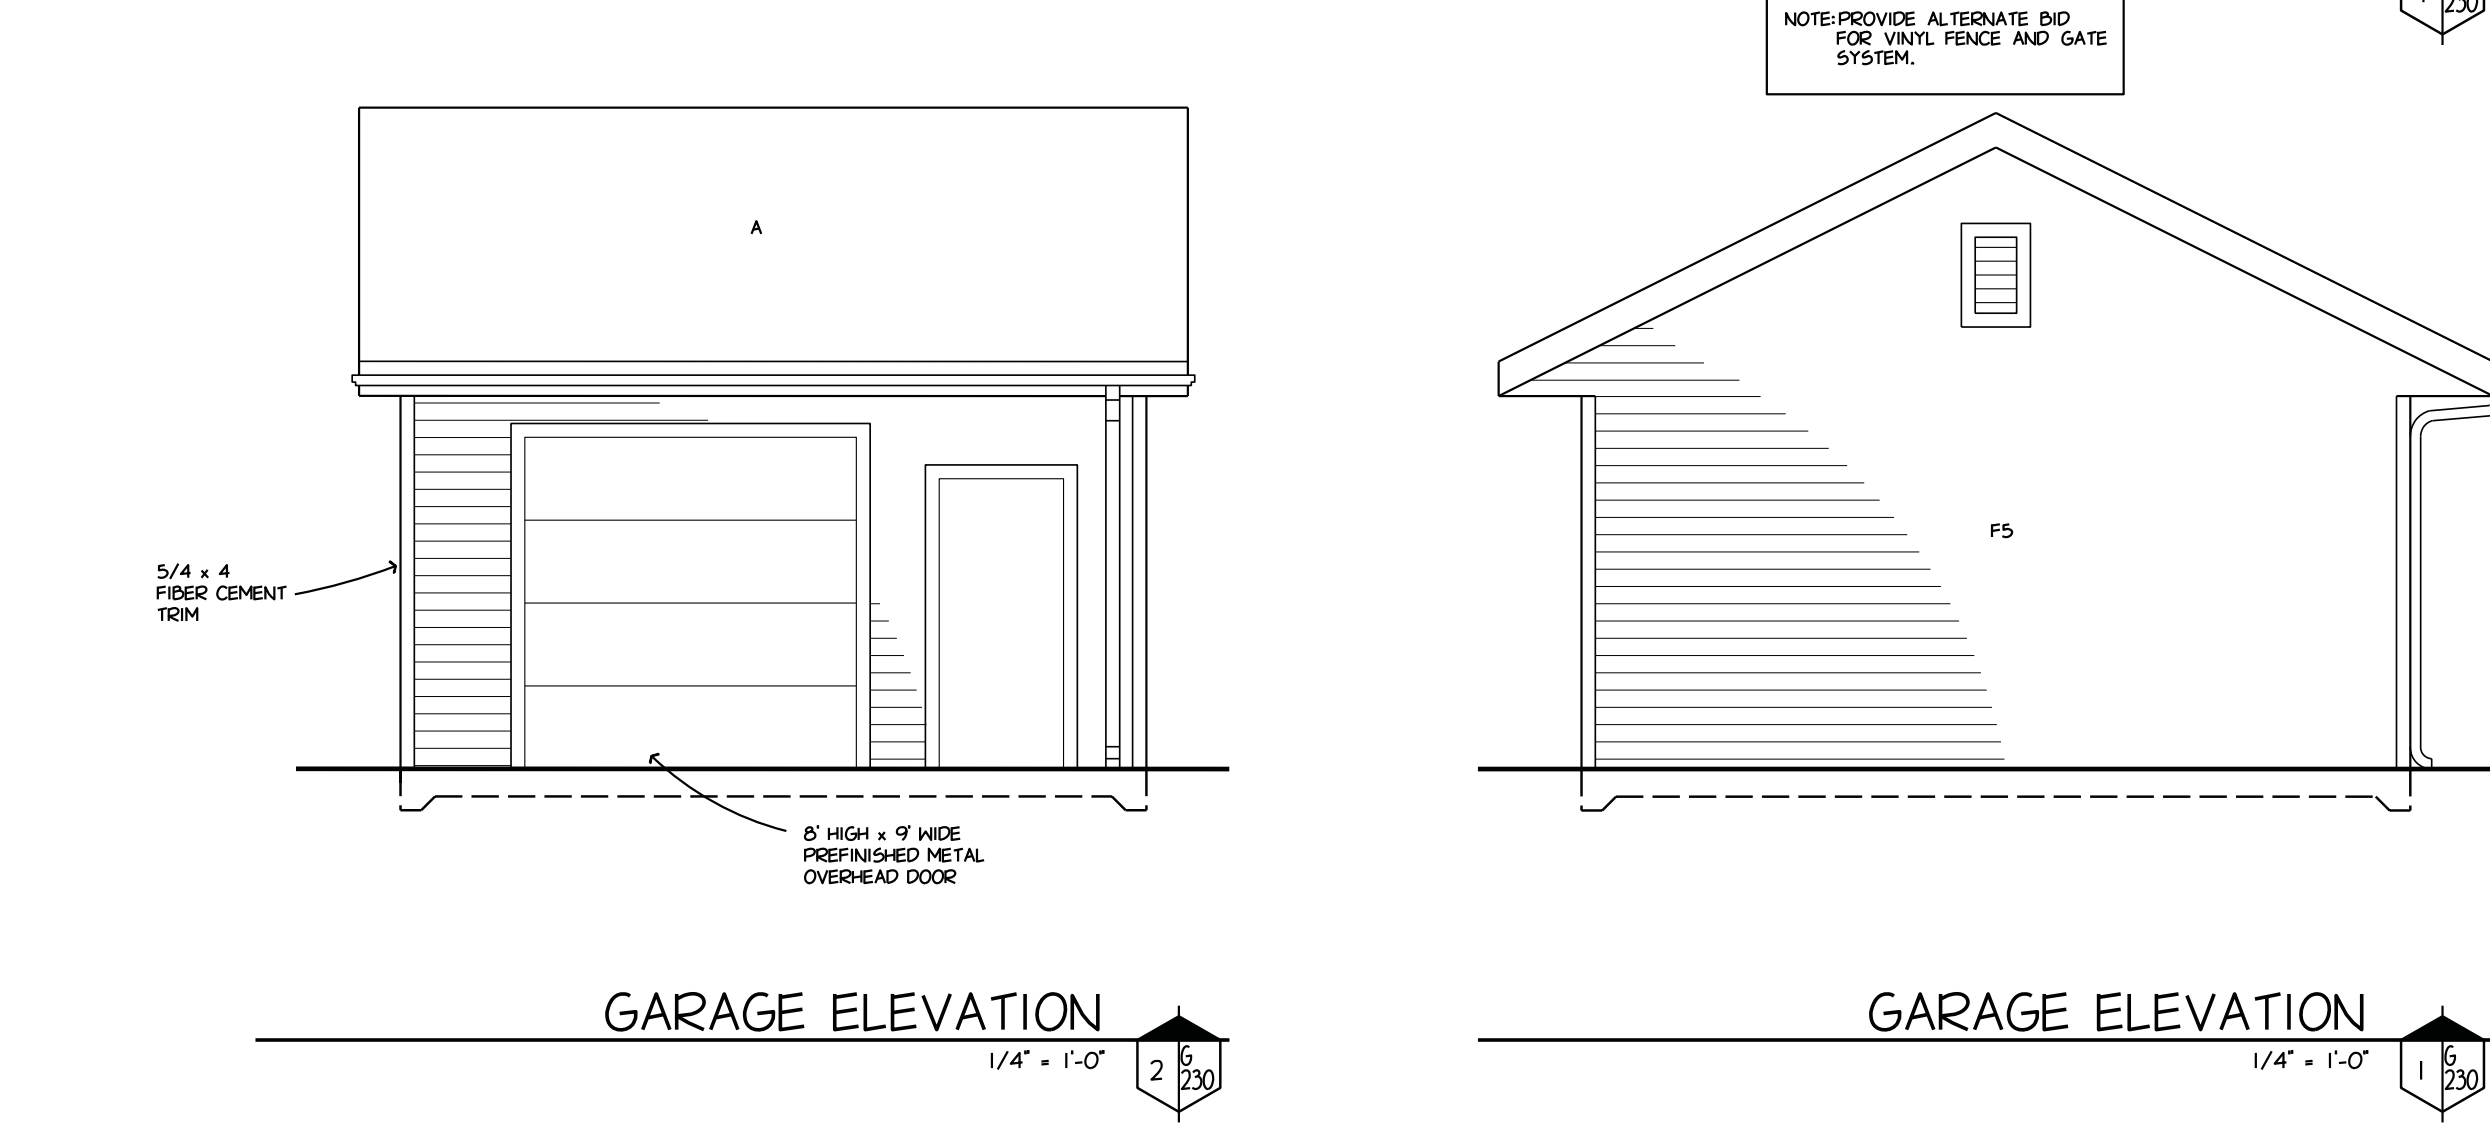 NOTE: PROVIDE ALTERNATE BID
FOR VINYL FENCE AND GATE
SYSTEM.
230
A
F5
5/4 x 4
FIBER CEMENT
TRIM
8' HIGH x 9' WIDE
PREFINISHED METAL
OVERHEAD DOOR
GARAGE ELEVATION
1/4" = 1'-0"
2
G
230
GARAGE ELEVATION
1/4" = 1'-0"
1
G
230